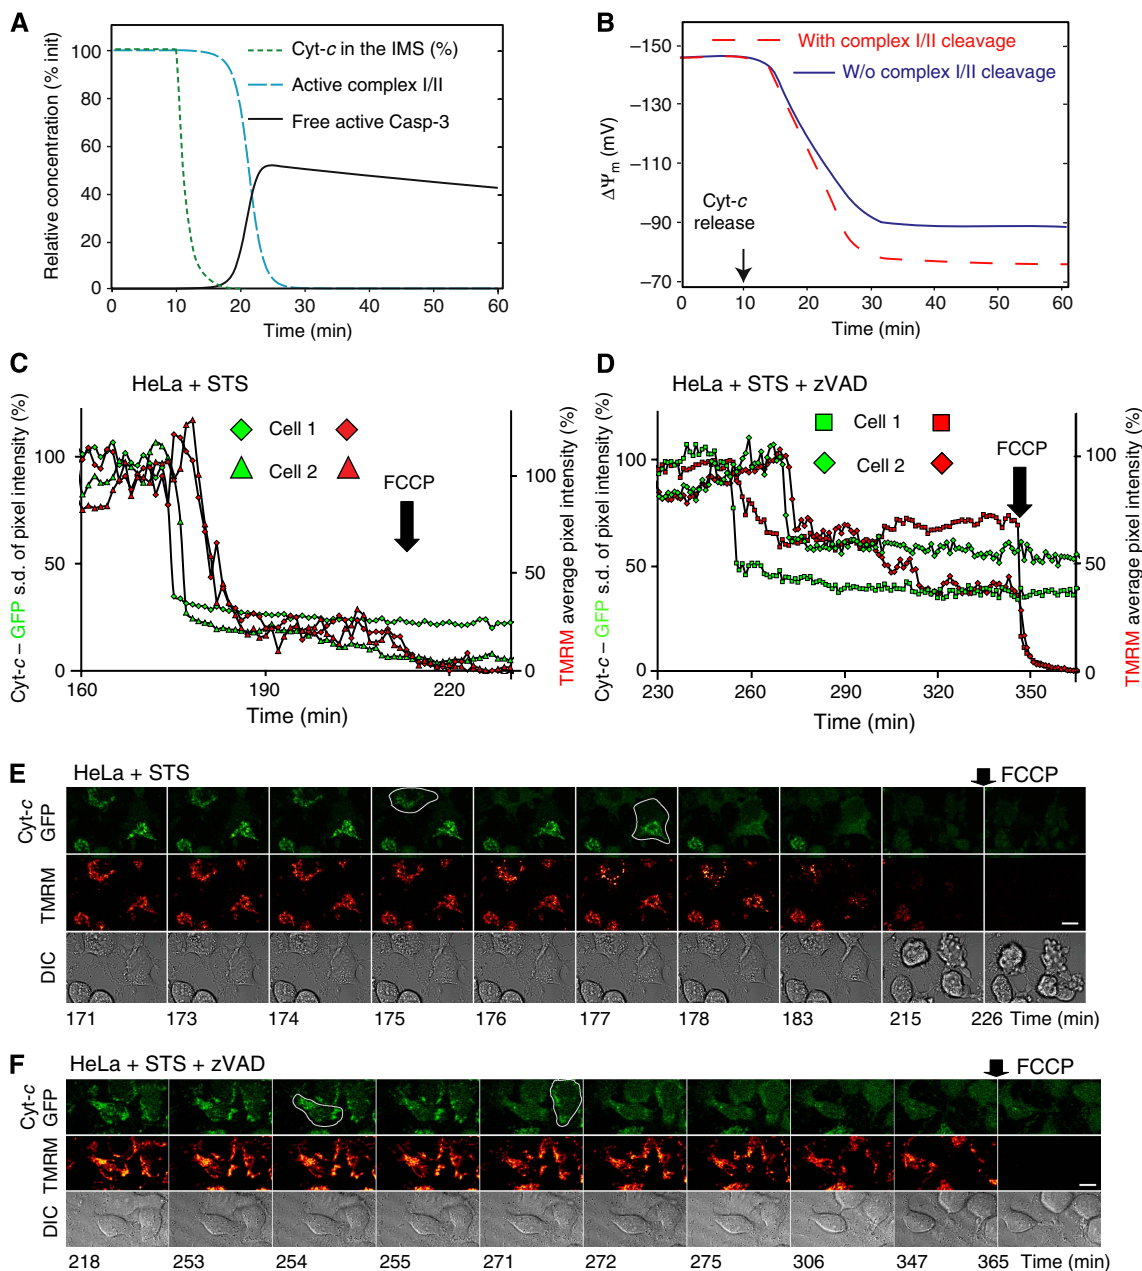 A
Relative concentration (% init)
100
80
60
40
20
0
Cyt-c in the IMS (%)
Active complex I/II
Free active Casp-3
0 10 20 30 40 50 60
Time (min)
B
ΔΨm (mV)
−150
−130
−110
−90
−70
With complex I/II cleavage
W/o complex I/II cleavage
Cyt-c
release
0 10 20 30 40 50 60
Time (min)
C
HeLa + STS
Cyt-c – GFP s.d. of pixel intensity (%)
100
50
0
Cell 1
Cell 2
FCCP
100
50
0
TMRM average pixel intensity (%)
160 190 220
Time (min)
D
HeLa + STS + zVAD
Cyt-c – GFP s.d. of pixel intensity (%)
100
50
0
Cell 1
Cell 2
FCCP
100
50
0
TMRM average pixel intensity (%)
230 260 290 320 350
Time (min)
E
HeLa + STS
FCCP
Cyt-c
GFP
TMRM
DIC
171 173 174 175 176 177 178 183 215 226 Time (min)
F
HeLa + STS + zVAD
FCCP
Cyt-c
GFP
TMRM
DIC
218 253 254 255 271 272 275 306 347 365 Time (min)